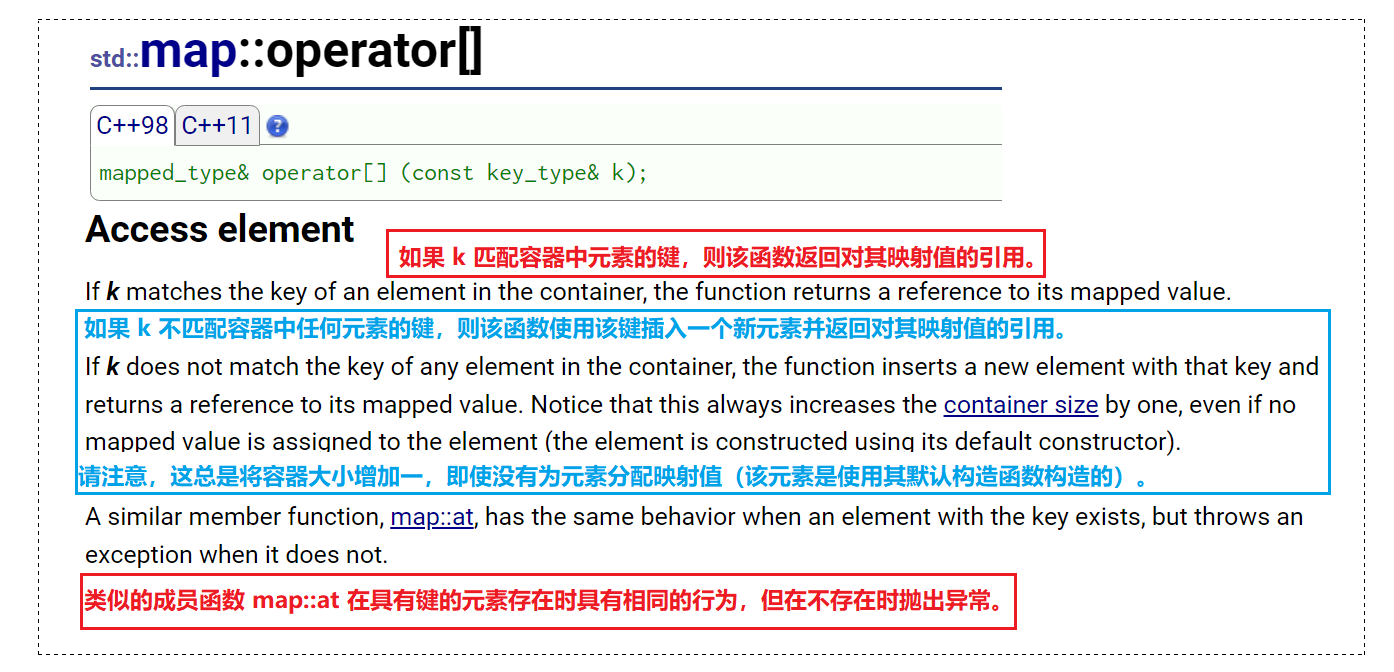 std::map::operator[]
C++98 C++11 ?
mapped_type& operator[] (const key_type& k);
Access element
如果 k 匹配容器中元素的键，则该函数返回对其映射值的引用。
If k matches the key of an element in the container, the function returns a reference to its mapped value.
如果 k 不匹配容器中任何元素的键，则该函数使用该键插入一个新元素并返回对其映射值的引用。
If k does not match the key of any element in the container, the function inserts a new element with that key and
returns a reference to its mapped value. Notice that this always increases the container size by one, even if no
mapped value is assigned to the element (the element is constructed using its default constructor).
请注意，这总是将容器大小增加一，即使没有为元素分配映射值（该元素是使用其默认构造函数构造的）。
A similar member function, map::at, has the same behavior when an element with the key exists, but throws an
exception when it does not.
类似的成员函数 map::at 在具有键的元素存在时具有相同的行为，但在不存在时抛出异常。